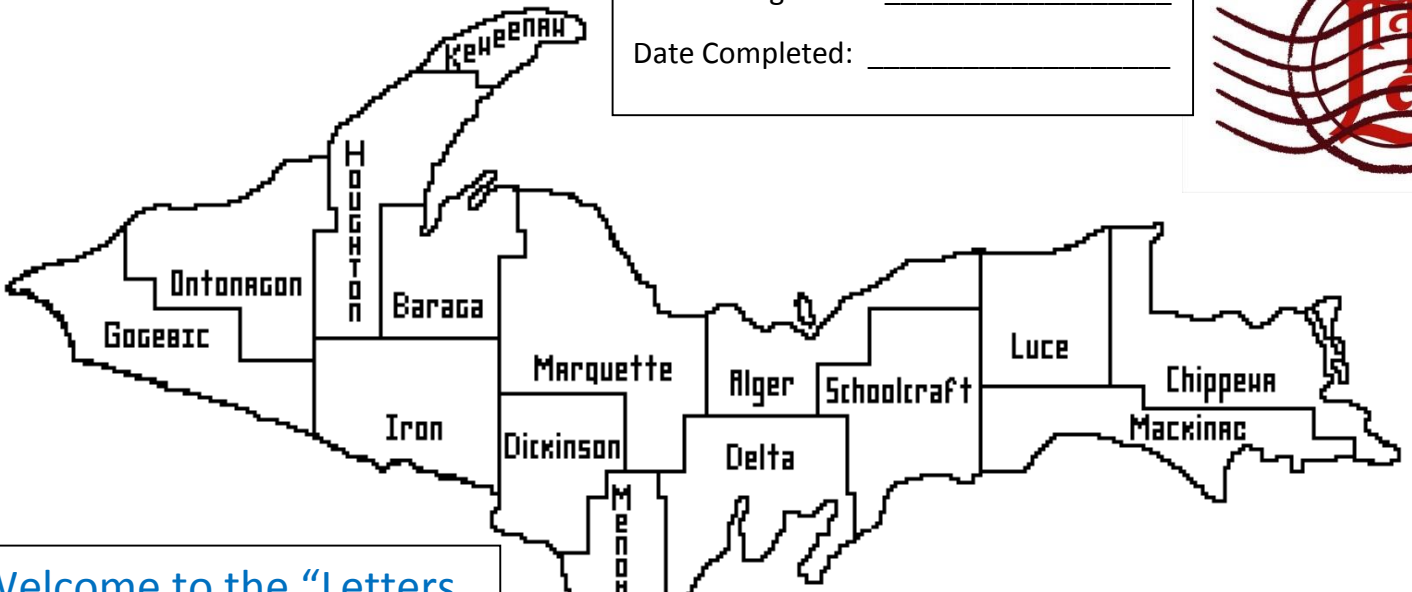 Keweenaw
Date Completed: ___________________
Houghton
Ontonagon
Baraga
Gogebic
Luce
Marquette
Alger
Schoolcraft
Chippewa
Iron
Mackinac
Dickinson
Delta
Meno
Welcome to the “Letters